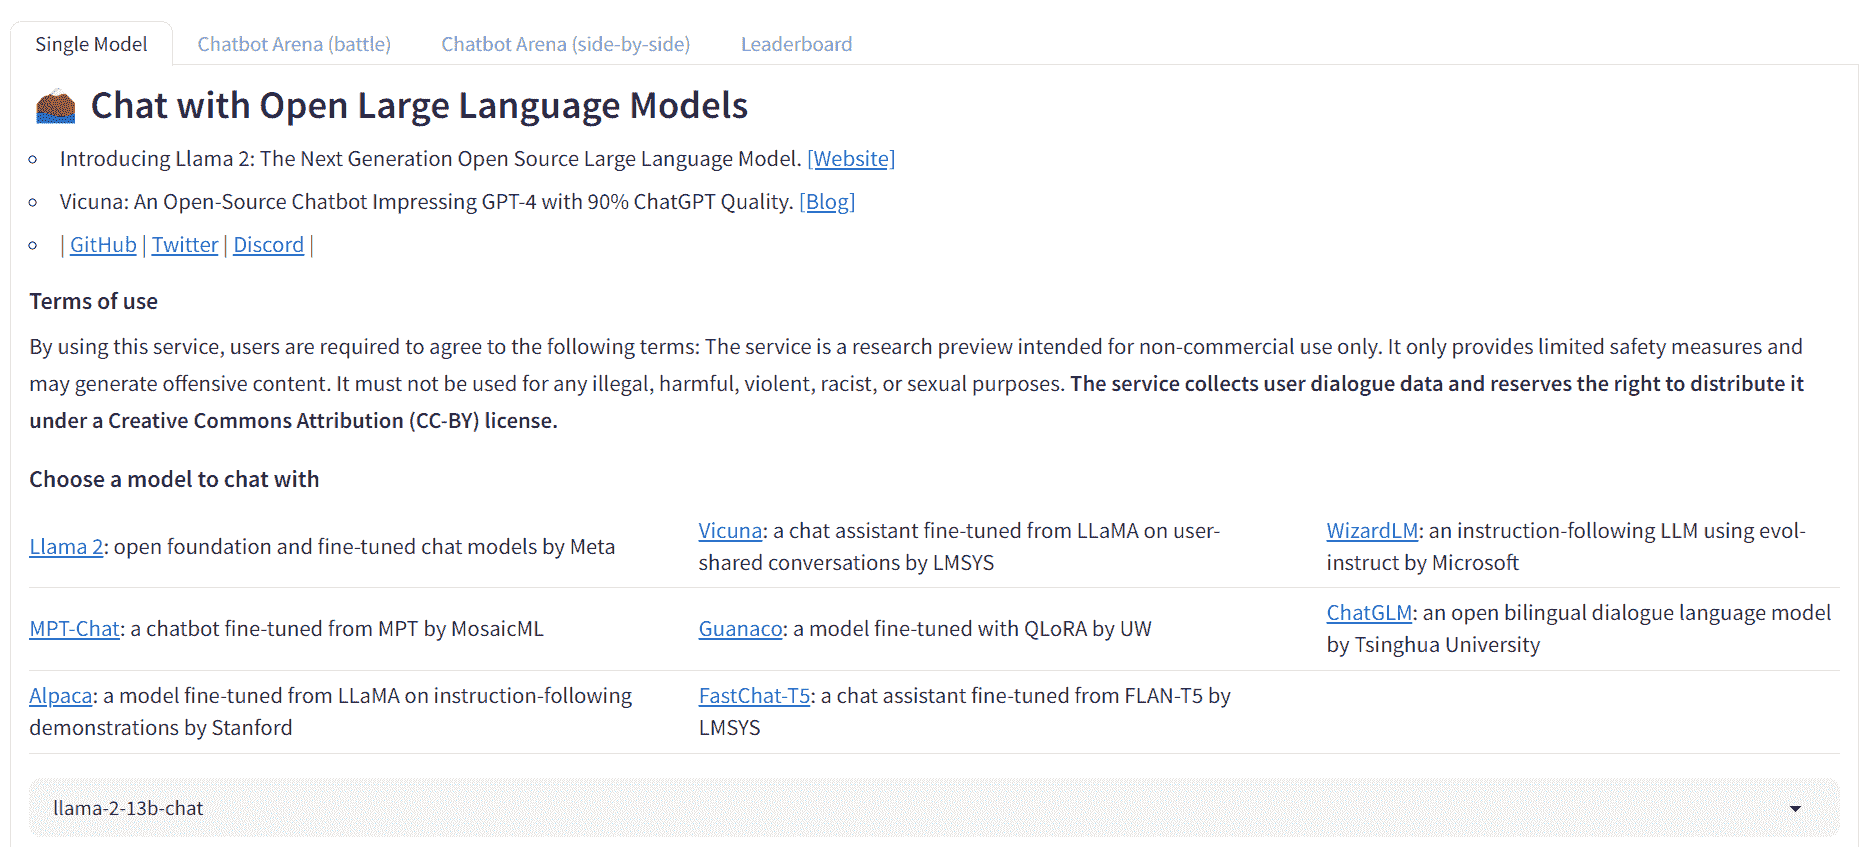 Single Model
Chatbot Arena (battle)
Chatbot Arena (side-by-side)
Leaderboard
Chat with Open Large Language Models
Introducing Llama 2: The Next Generation Open Source Large Language Model. [Website]
Vicuna: An Open-Source Chatbot Impressing GPT-4 with 90% ChatGPT Quality. [Blog]
| GitHub | Twitter | Discord |
Terms of use
By using this service, users are required to agree to the following terms: The service is a research preview intended for non-commercial use only. It only provides limited safety measures and
may generate offensive content. It must not be used for any illegal, harmful, violent, racist, or sexual purposes. The service collects user dialogue data and reserves the right to distribute it
under a Creative Commons Attribution (CC-BY) license.
Choose a model to chat with
Llama 2: open foundation and fine-tuned chat models by Meta
Vicuna: a chat assistant fine-tuned from LLaMA on user-
shared conversations by LMSYS
WizardLM: an instruction-following LLM using evol-
instruct by Microsoft
MPT-Chat: a chatbot fine-tuned from MPT by MosaicML
Guanaco: a model fine-tuned with QLoRA by UW
ChatGLM: an open bilingual dialogue language model
by Tsinghua University
Alpaca: a model fine-tuned from LLaMA on instruction-following
demonstrations by Stanford
FastChat-T5: a chat assistant fine-tuned from FLAN-T5 by
LMSYS
llama-2-13b-chat